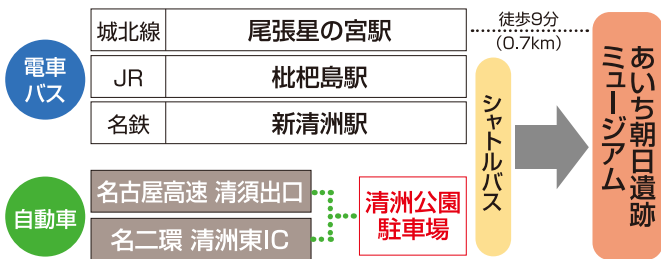 電車
バス
城北線 尾張星の宮駅
JR 枇杷島駅
名鉄 新清洲駅
徒歩9分
(0.7km)
シャトルバス
あいち朝日遺跡
ミュージアム
自動車
名古屋高速 清須出口
名二環 清洲東IC
清洲公園
駐車場